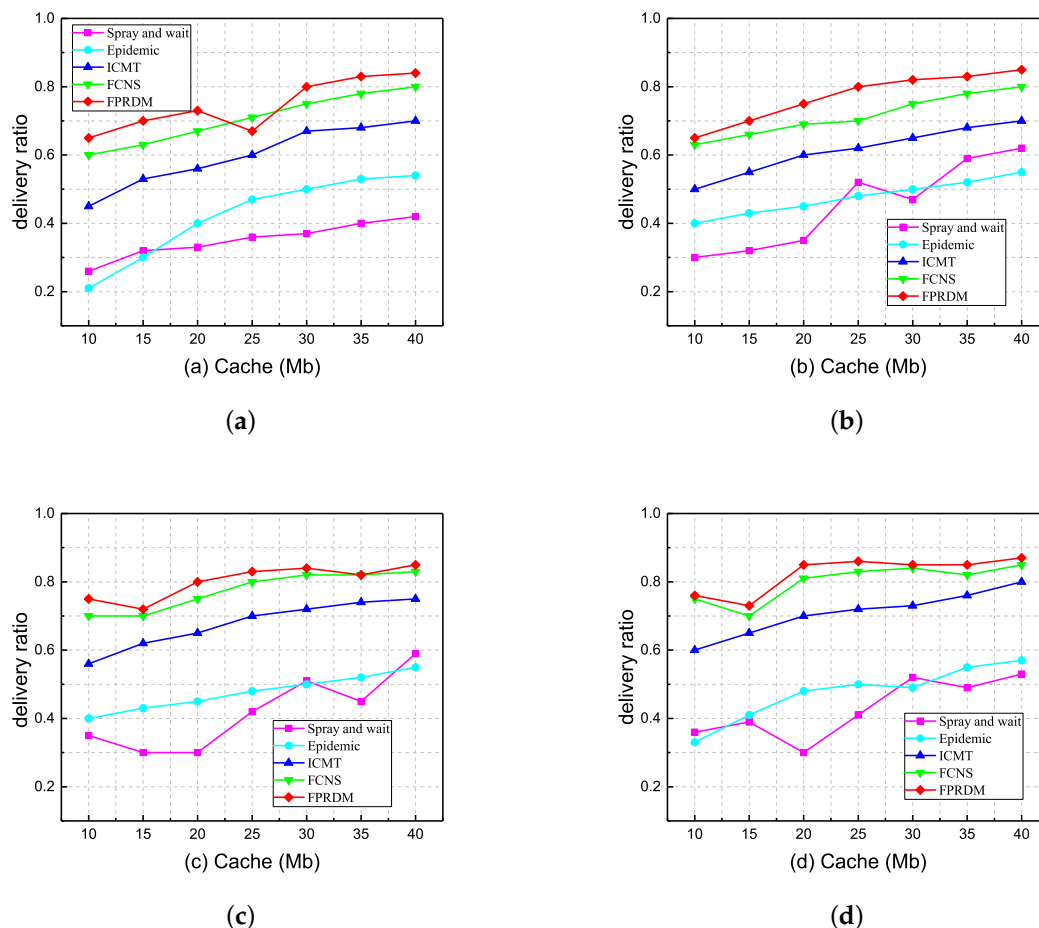 1.0
0.8
0.6
0.4
0.2
delivery ratio
Spray and wait
Epidemic
ICMT
FCNS
FPRDM
10 15 20 25 30 35 40
(a) Cache (Mb)
(a)
1.0
0.8
0.6
0.4
0.2
delivery ratio
Spray and wait
Epidemic
ICMT
FCNS
FPRDM
10 15 20 25 30 35 40
(b) Cache (Mb)
(b)
1.0
0.8
0.6
0.4
0.2
delivery ratio
Spray and wait
Epidemic
ICMT
FCNS
FPRDM
10 15 20 25 30 35 40
(c) Cache (Mb)
(c)
1.0
0.8
0.6
0.4
0.2
delivery ratio
Spray and wait
Epidemic
ICMT
FCNS
FPRDM
10 15 20 25 30 35 40
(d) Cache (Mb)
(d)